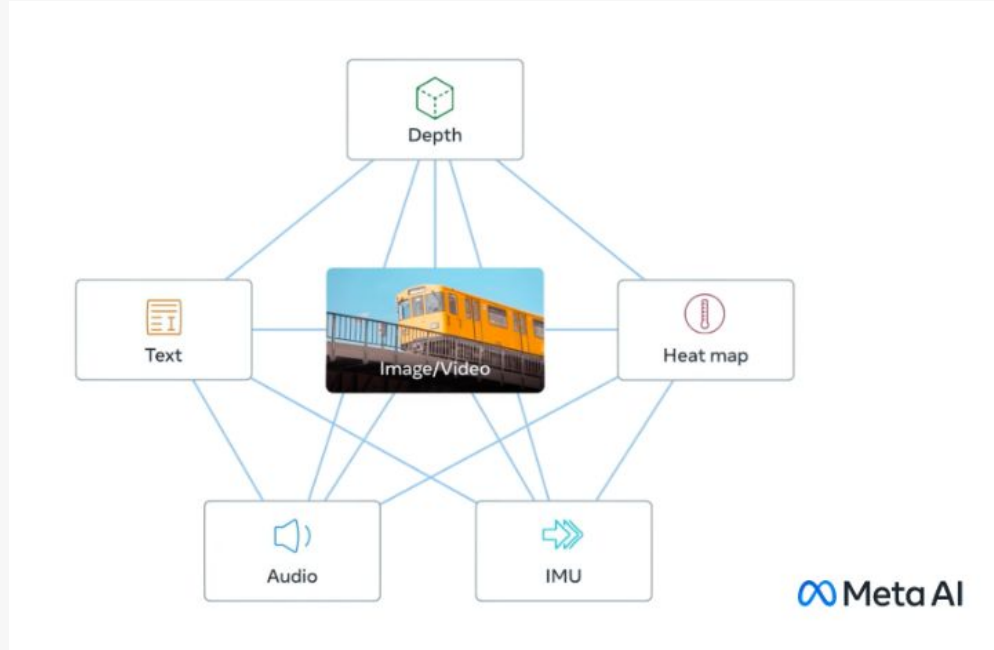 Depth
Text
Image/Video
Heat map
Audio
IMU
Meta AI